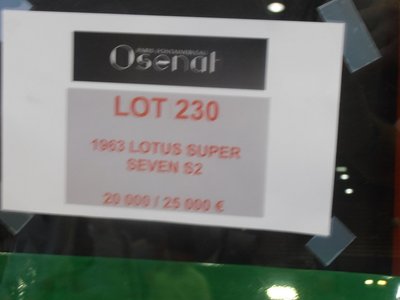 Osenat
LOT 230
1963 LOTUS SUPER
SEVEN S2
20 000 / 25 000 €